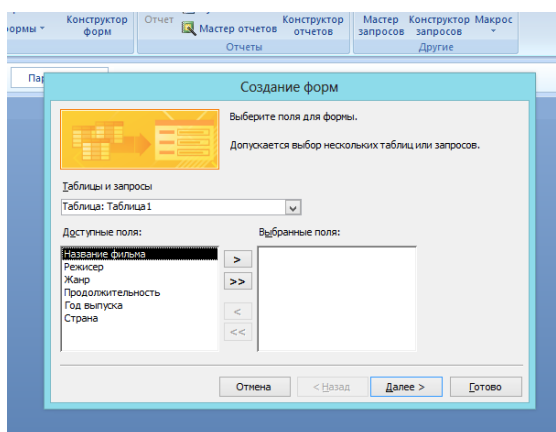 Конструктор
форм
Отчет
Мастер отчетов
Конструктор
отчетов
Мастер
запросов
Конструктор
запросов
Макрос
Отчеты
Другие
Создание форм
Выберите поля для формы.
Допускается выбор нескольких таблиц или запросов.
Таблицы и запросы
Таблица: Таблица1
Доступные поля:
Выбранные поля:
Название фильма
Режисер
Жанр
Продолжительность
Год выпуска
Страна
>
>>
<
<<
Отмена
< Назад
Далее >
Готово